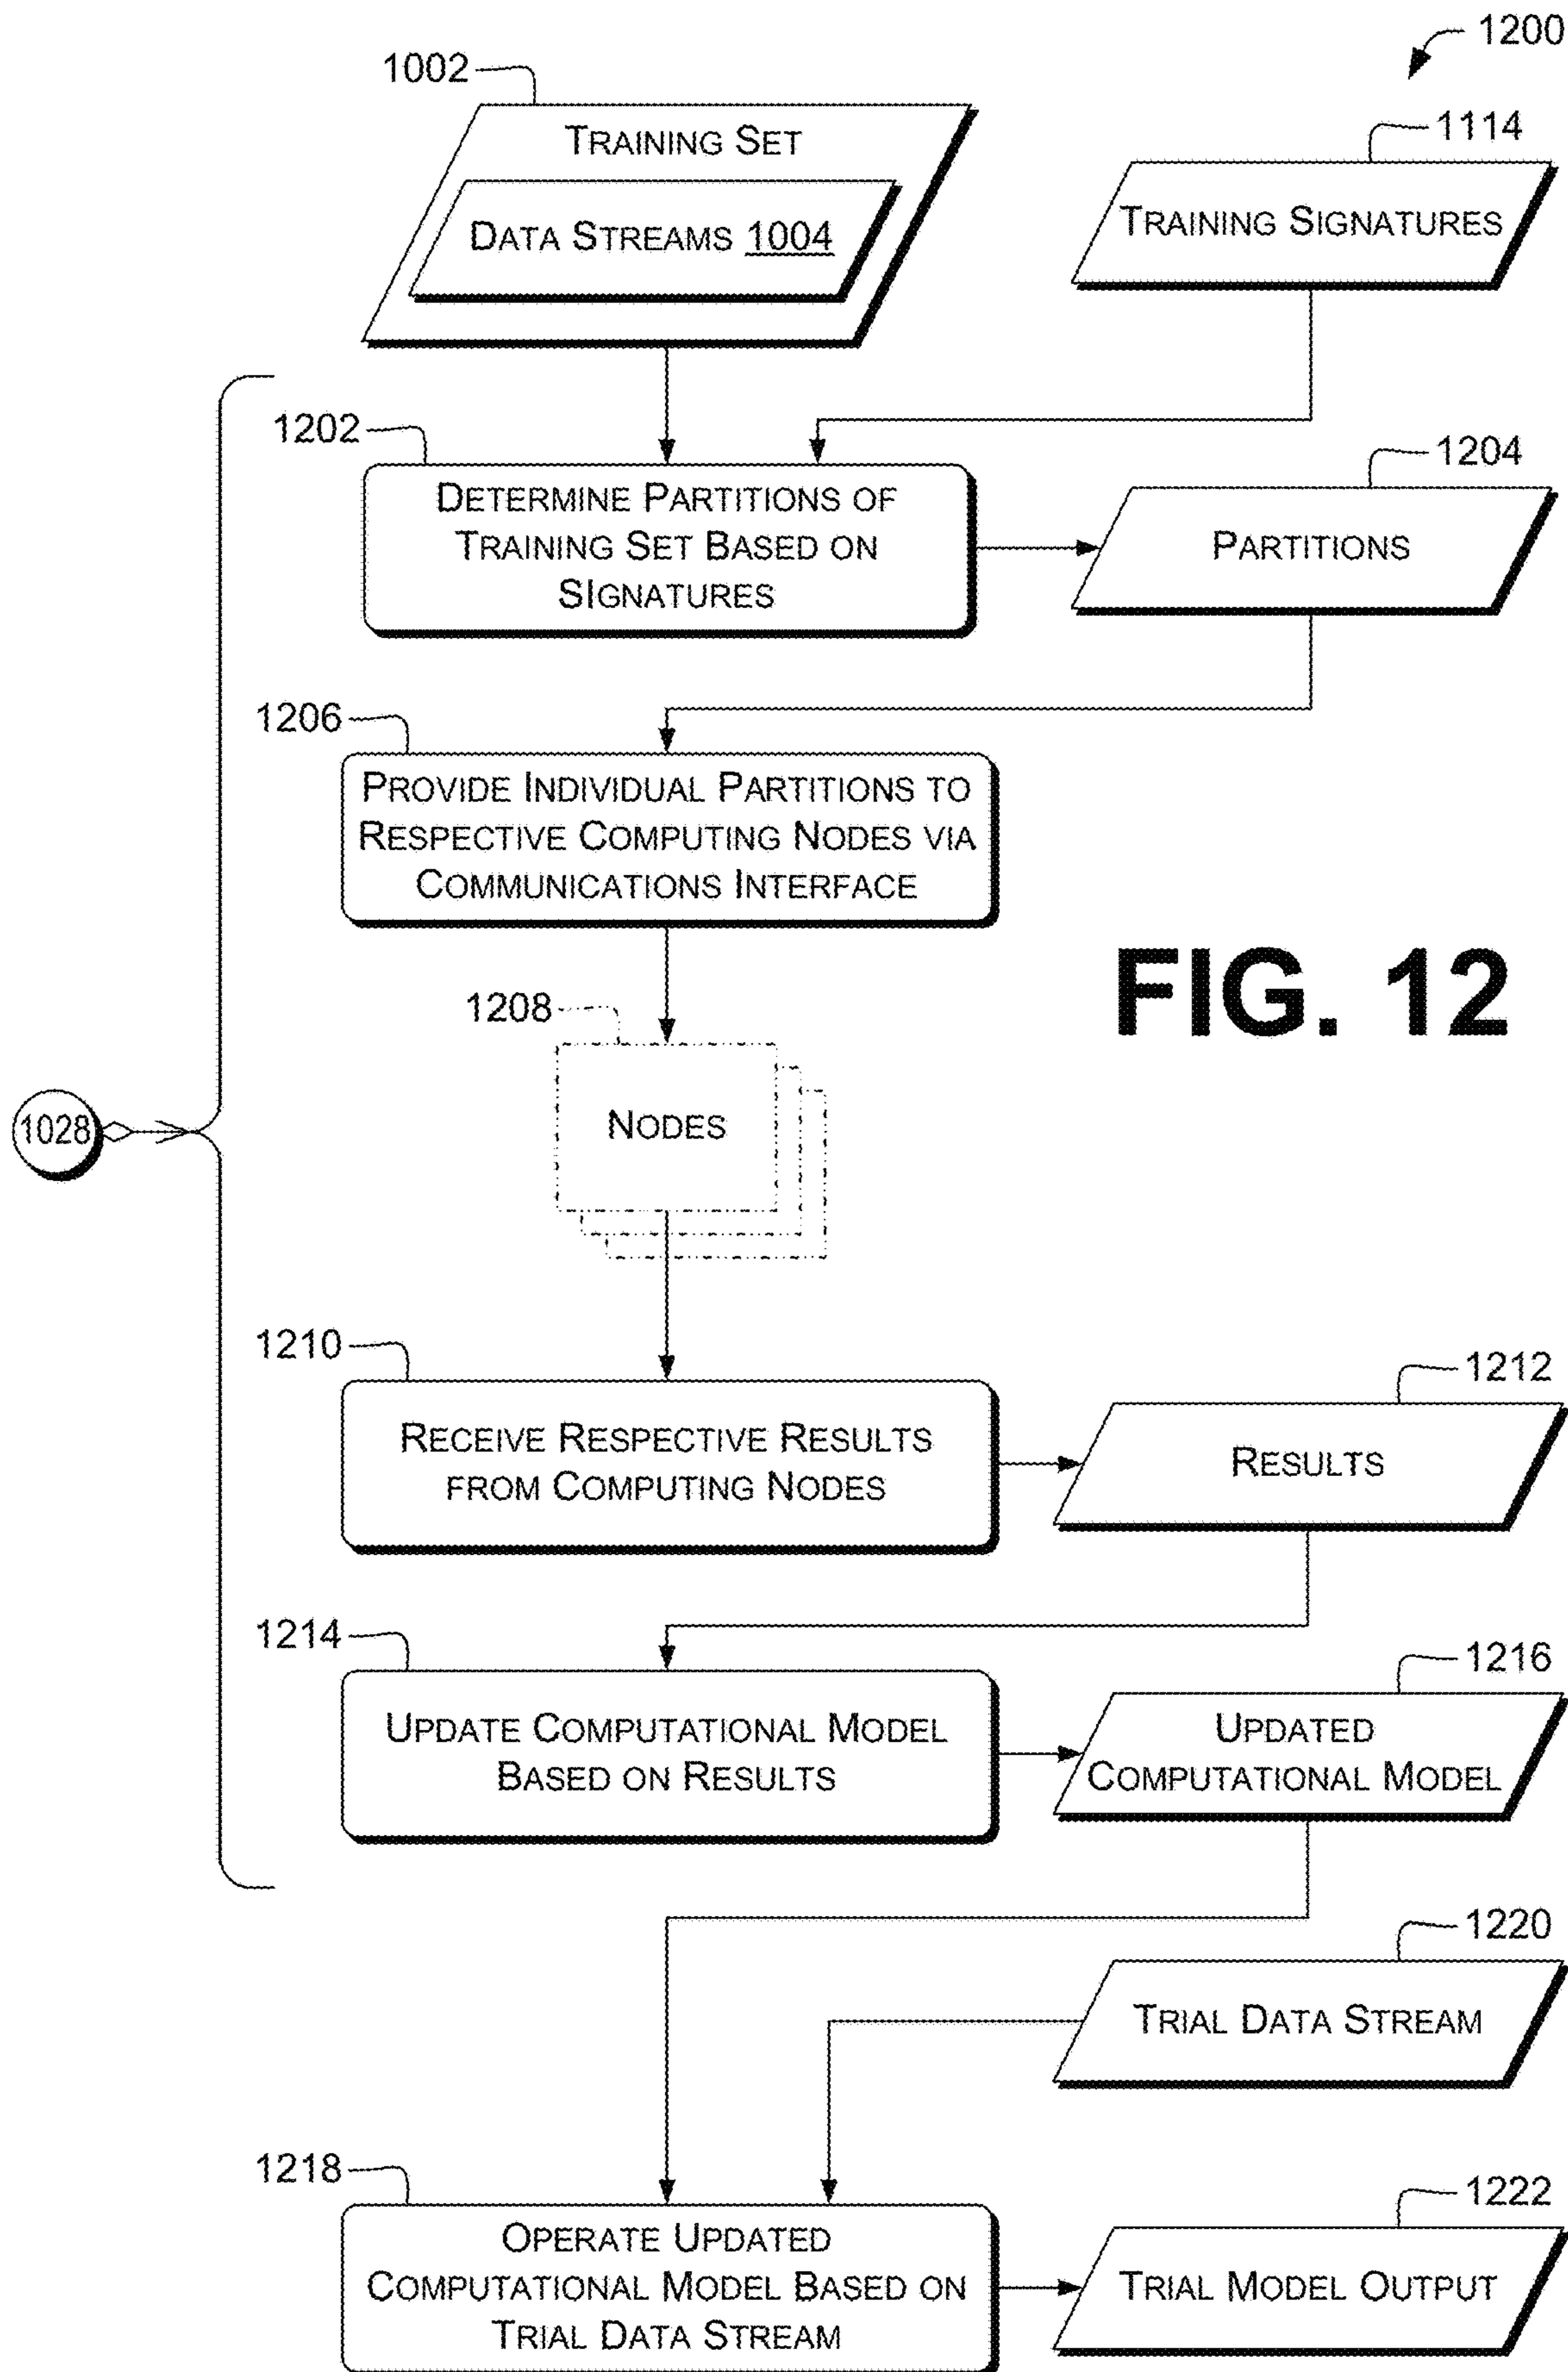 1200
1002
TRAINING SET
DATA STREAMS 1004
1114
TRAINING SIGNATURES
1202
DETERMINE PARTITIONS OF
TRAINING SET BASED ON
SIGNATURES
1204
PARTITIONS
1206
PROVIDE INDIVIDUAL PARTITIONS TO
RESPECTIVE COMPUTING NODES VIA
COMMUNICATIONS INTERFACE
FIG. 12
1208
NODES
1028
1210
RECEIVE RESPECTIVE RESULTS
FROM COMPUTING NODES
1212
RESULTS
1214
UPDATE COMPUTATIONAL MODEL
BASED ON RESULTS
1216
UPDATED
COMPUTATIONAL MODEL
1220
TRIAL DATA STREAM
1218
OPERATE UPDATED
COMPUTATIONAL MODEL BASED ON
TRIAL DATA STREAM
1222
TRIAL MODEL OUTPUT